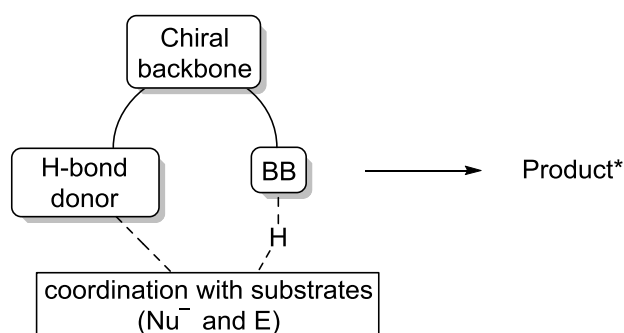 Chiral
backbone
H-bond
donor
BB
Product*
H
coordination with substrates
(Nu⁻ and E)